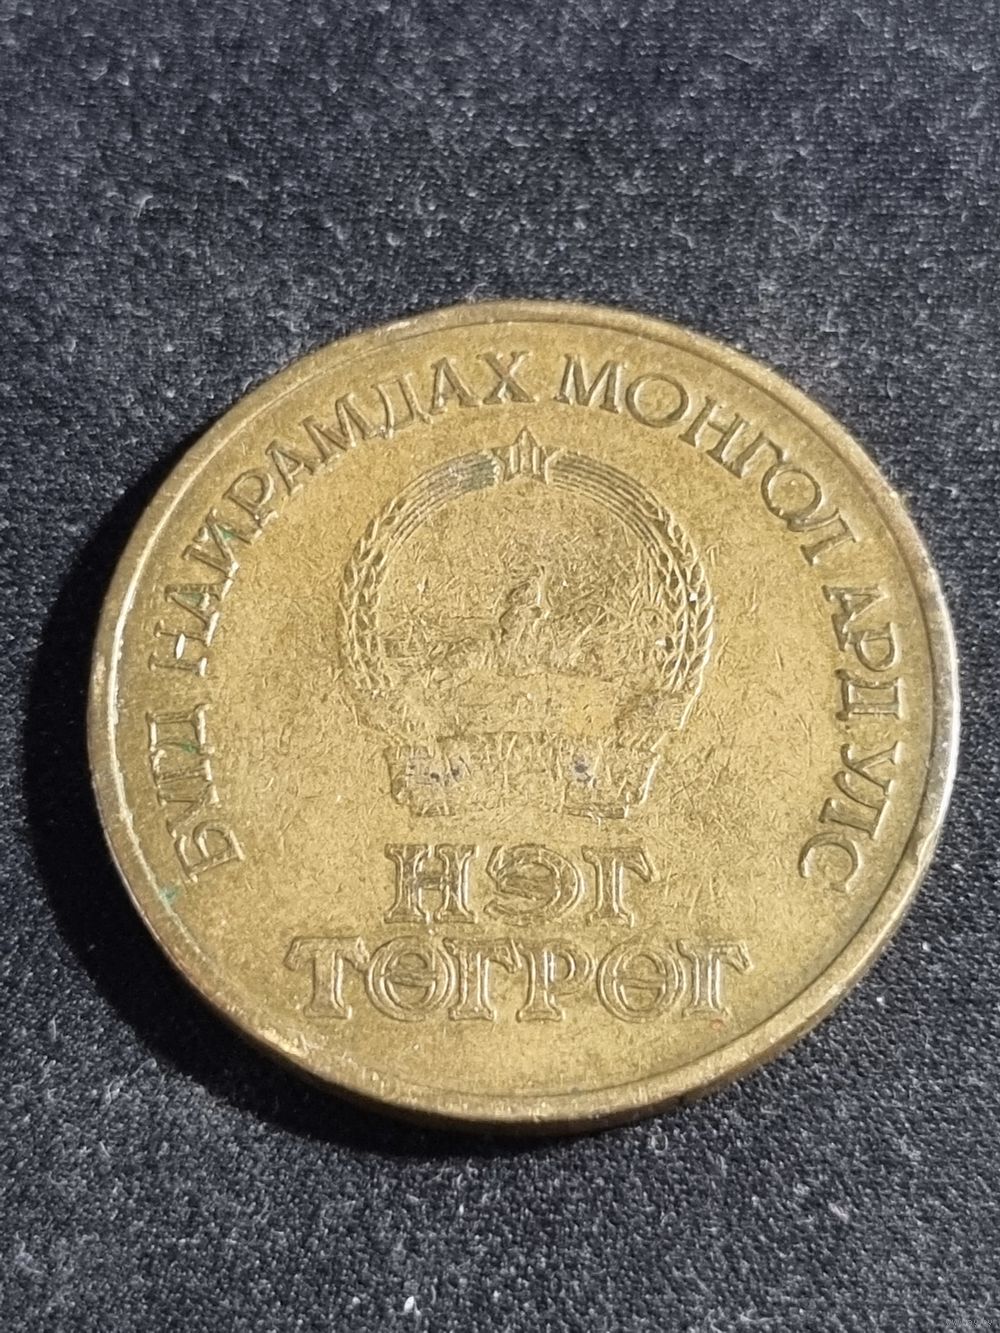 БҮГД НАЙРАМДАХ МОНГОЛ АРД УЛС
НЭГ
ТӨГРӨГ